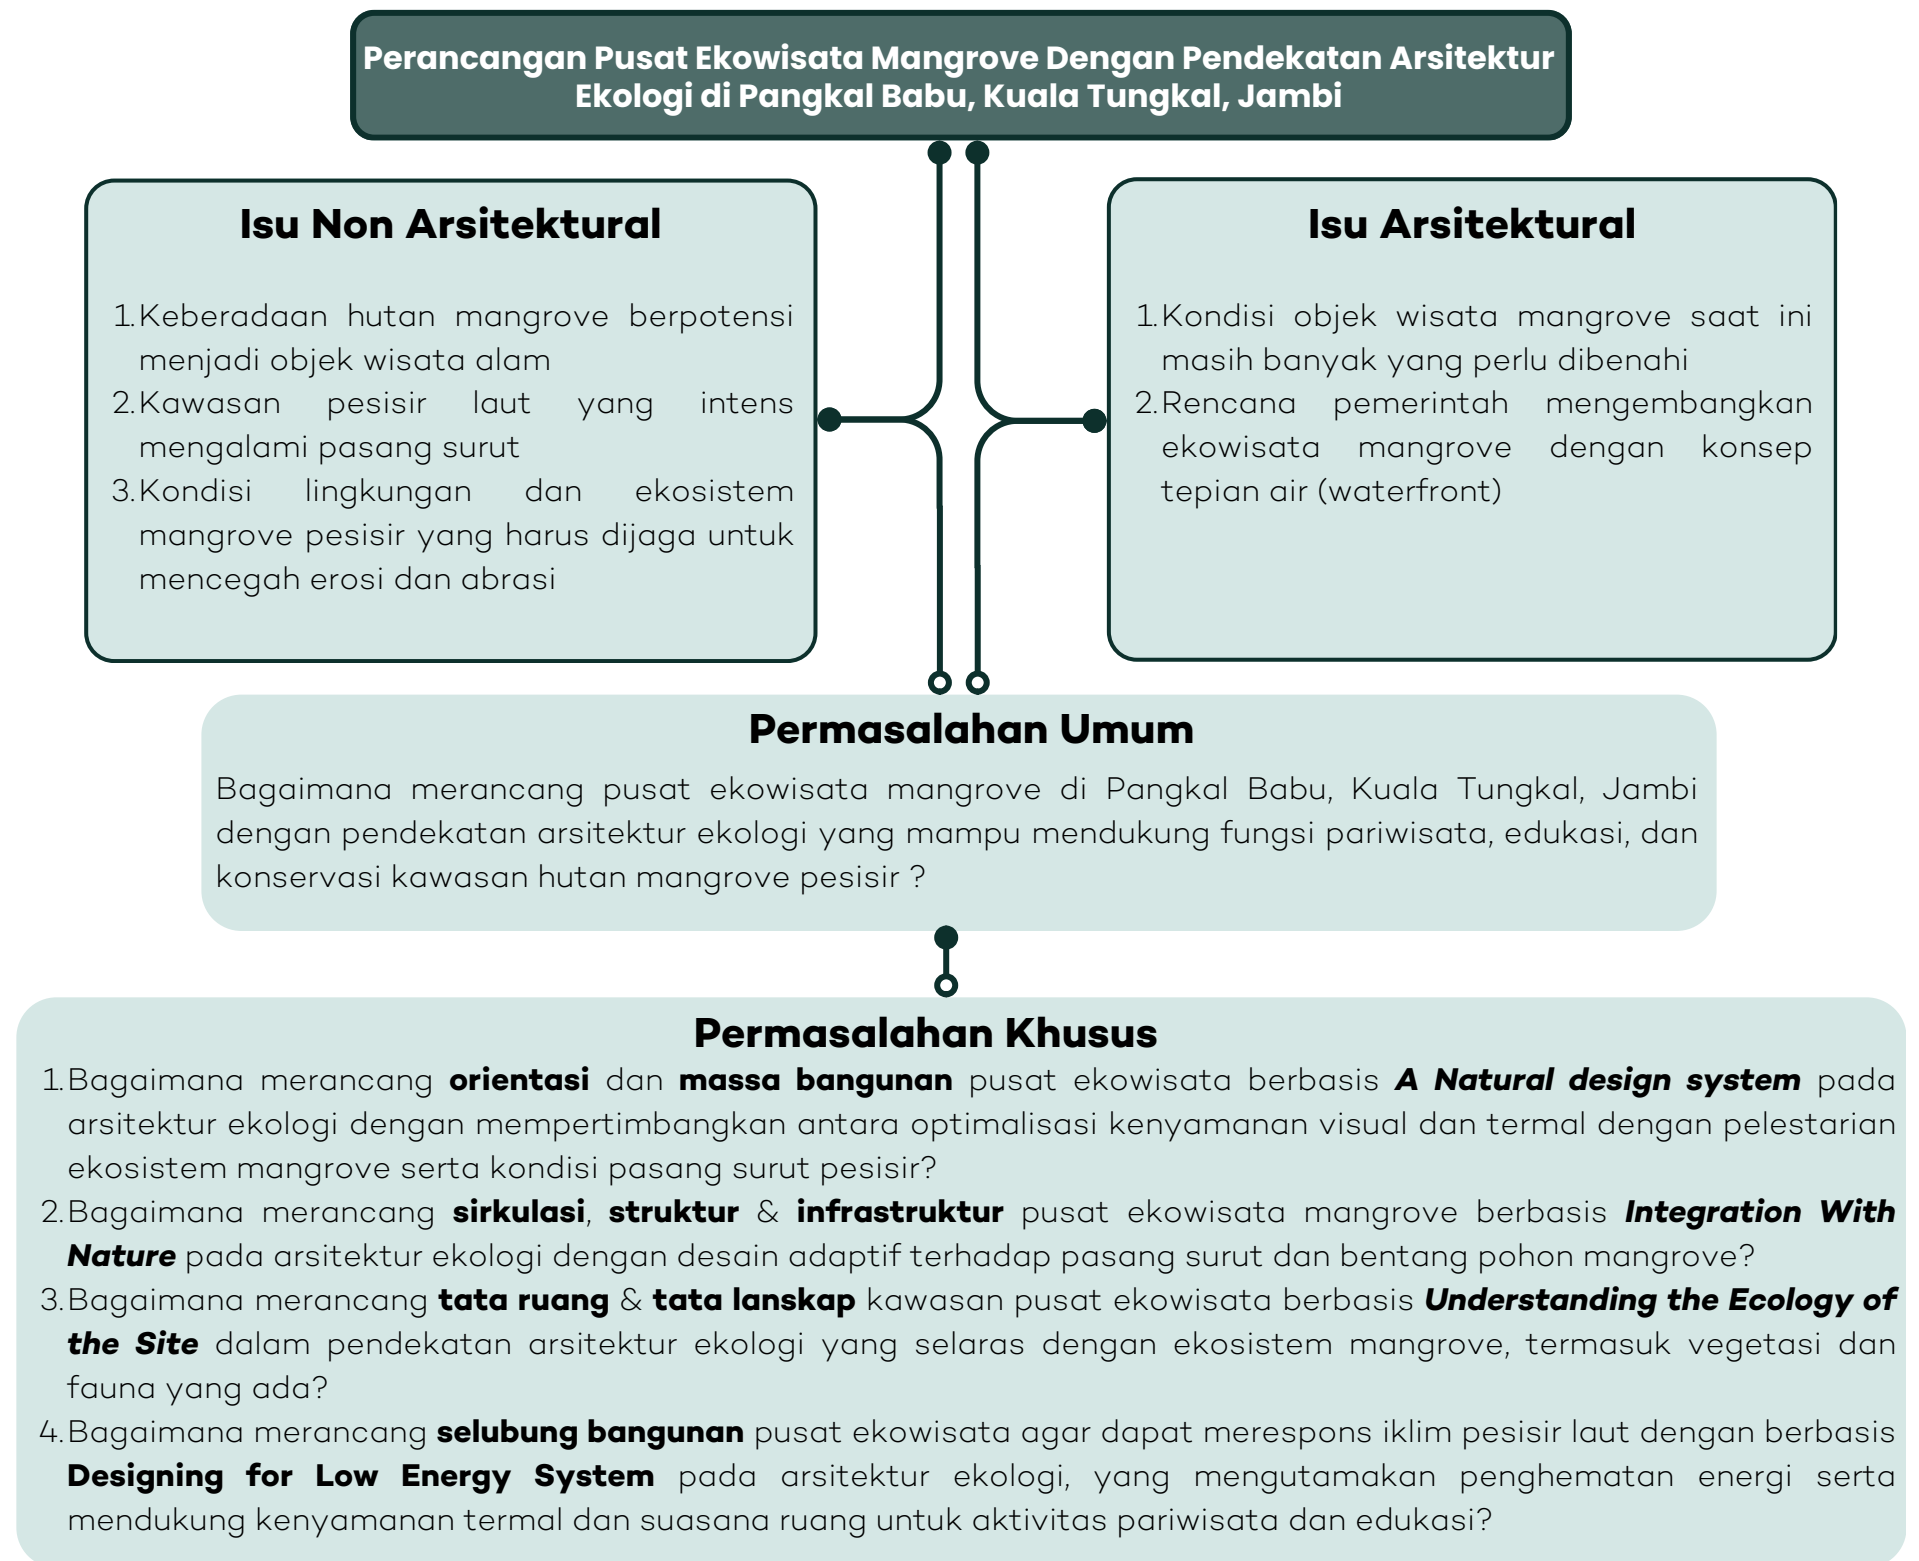 Perancangan Pusat Ekowisata Mangrove Dengan Pendekatan Arsitektur
Ekologi di Pangkal Babu, Kuala Tungkal, Jambi
Isu Non Arsitektural
1.Keberadaan hutan mangrove berpotensi
menjadi objek wisata alam
2.Kawasan pesisir laut yang intens
mengalami pasang surut
3.Kondisi lingkungan dan ekosistem
mangrove pesisir yang harus dijaga untuk
mencegah erosi dan abrasi
Isu Arsitektural
1.Kondisi objek wisata mangrove saat ini
masih banyak yang perlu dibenahi
2.Rencana pemerintah mengembangkan
ekowisata mangrove dengan konsep
tepian air (waterfront)
Permasalahan Umum
Bagaimana merancang pusat ekowisata mangrove di Pangkal Babu, Kuala Tungkal, Jambi
dengan pendekatan arsitektur ekologi yang mampu mendukung fungsi pariwisata, edukasi, dan
konservasi kawasan hutan mangrove pesisir ?
Permasalahan Khusus
1.Bagaimana merancang orientasi dan massa bangunan pusat ekowisata berbasis A Natural design system pada
arsitektur ekologi dengan mempertimbangkan antara optimalisasi kenyamanan visual dan termal dengan pelestarian
ekosistem mangrove serta kondisi pasang surut pesisir?
2.Bagaimana merancang sirkulasi, struktur & infrastruktur pusat ekowisata mangrove berbasis Integration With
Nature pada arsitektur ekologi dengan desain adaptif terhadap pasang surut dan bentang pohon mangrove?
3.Bagaimana merancang tata ruang & tata lanskap kawasan pusat ekowisata berbasis Understanding the Ecology of
the Site dalam pendekatan arsitektur ekologi yang selaras dengan ekosistem mangrove, termasuk vegetasi dan
fauna yang ada?
4.Bagaimana merancang selubung bangunan pusat ekowisata agar dapat merespons iklim pesisir laut dengan berbasis
Designing for Low Energy System pada arsitektur ekologi, yang mengutamakan penghematan energi serta
mendukung kenyamanan termal dan suasana ruang untuk aktivitas pariwisata dan edukasi?